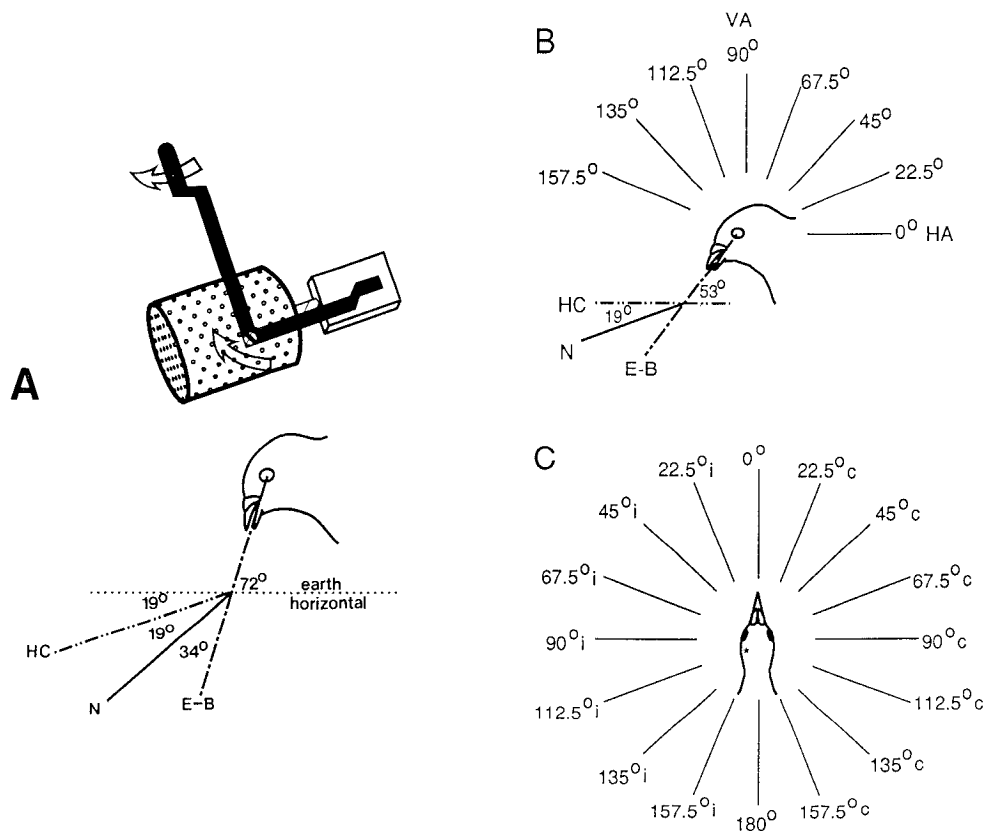 A
72°
earth
horizontal
19°
19°
34°
HC
N
E-B
B
VA
90°
112.5°
67.5°
135°
45°
157.5°
22.5°
0° HA
53°
HC
19°
N
E-B
C
0°
22.5°i
22.5°c
45°i
45°c
67.5°i
67.5°c
90°i
90°c
112.5°i
112.5°c
135°i
135°c
157.5°i
180°
157.5°c